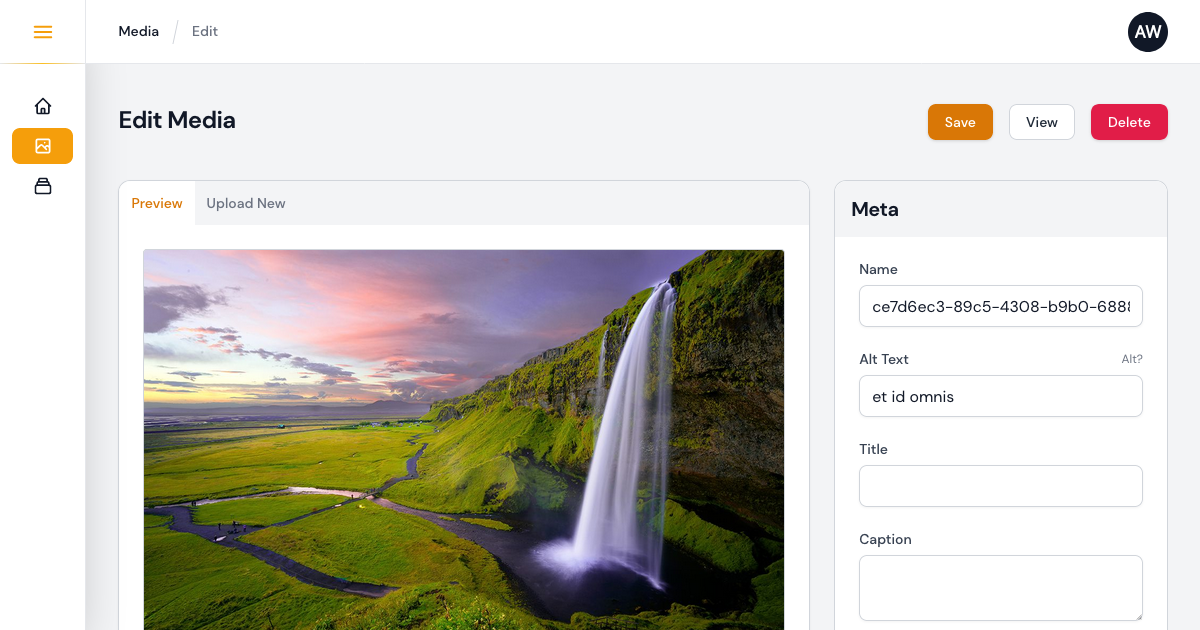 Media
Edit
AW
Edit Media
Save
View
Delete
Preview
Upload New
Meta
Name
ce7d6ec3-89c5-4308-b9b0-688
Alt Text
Alt?
et id omnis
Title
Caption